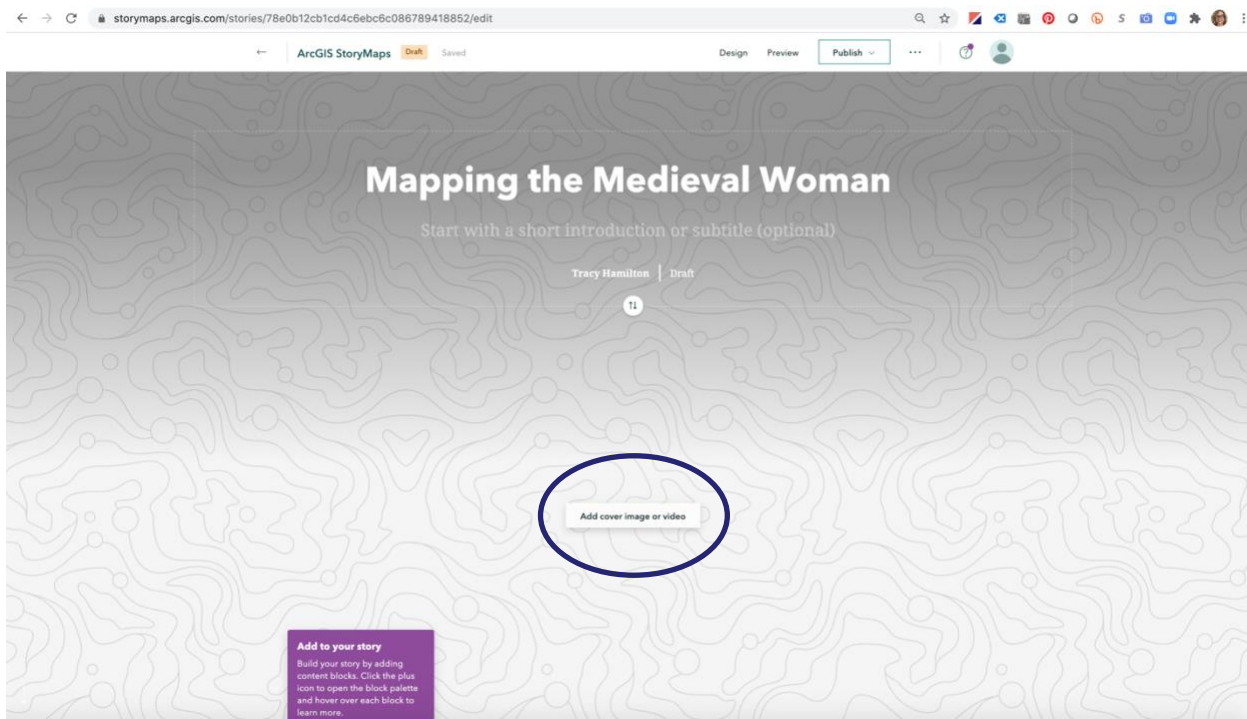 storymaps.arcgis.com/stories/78e0b12cb1cd4c6ebc6c086789418852/edit
ArcGIS StoryMaps Draft Saved Design Preview Publish ...
Mapping the Medieval Woman
Start with a short introduction or subtitle (optional)
Tracy Hamilton | Draft
Add cover image or video
Add to your story
Build your story by adding
content blocks. Click the plus
icon to open the block palette
and hover over each block to
learn more.